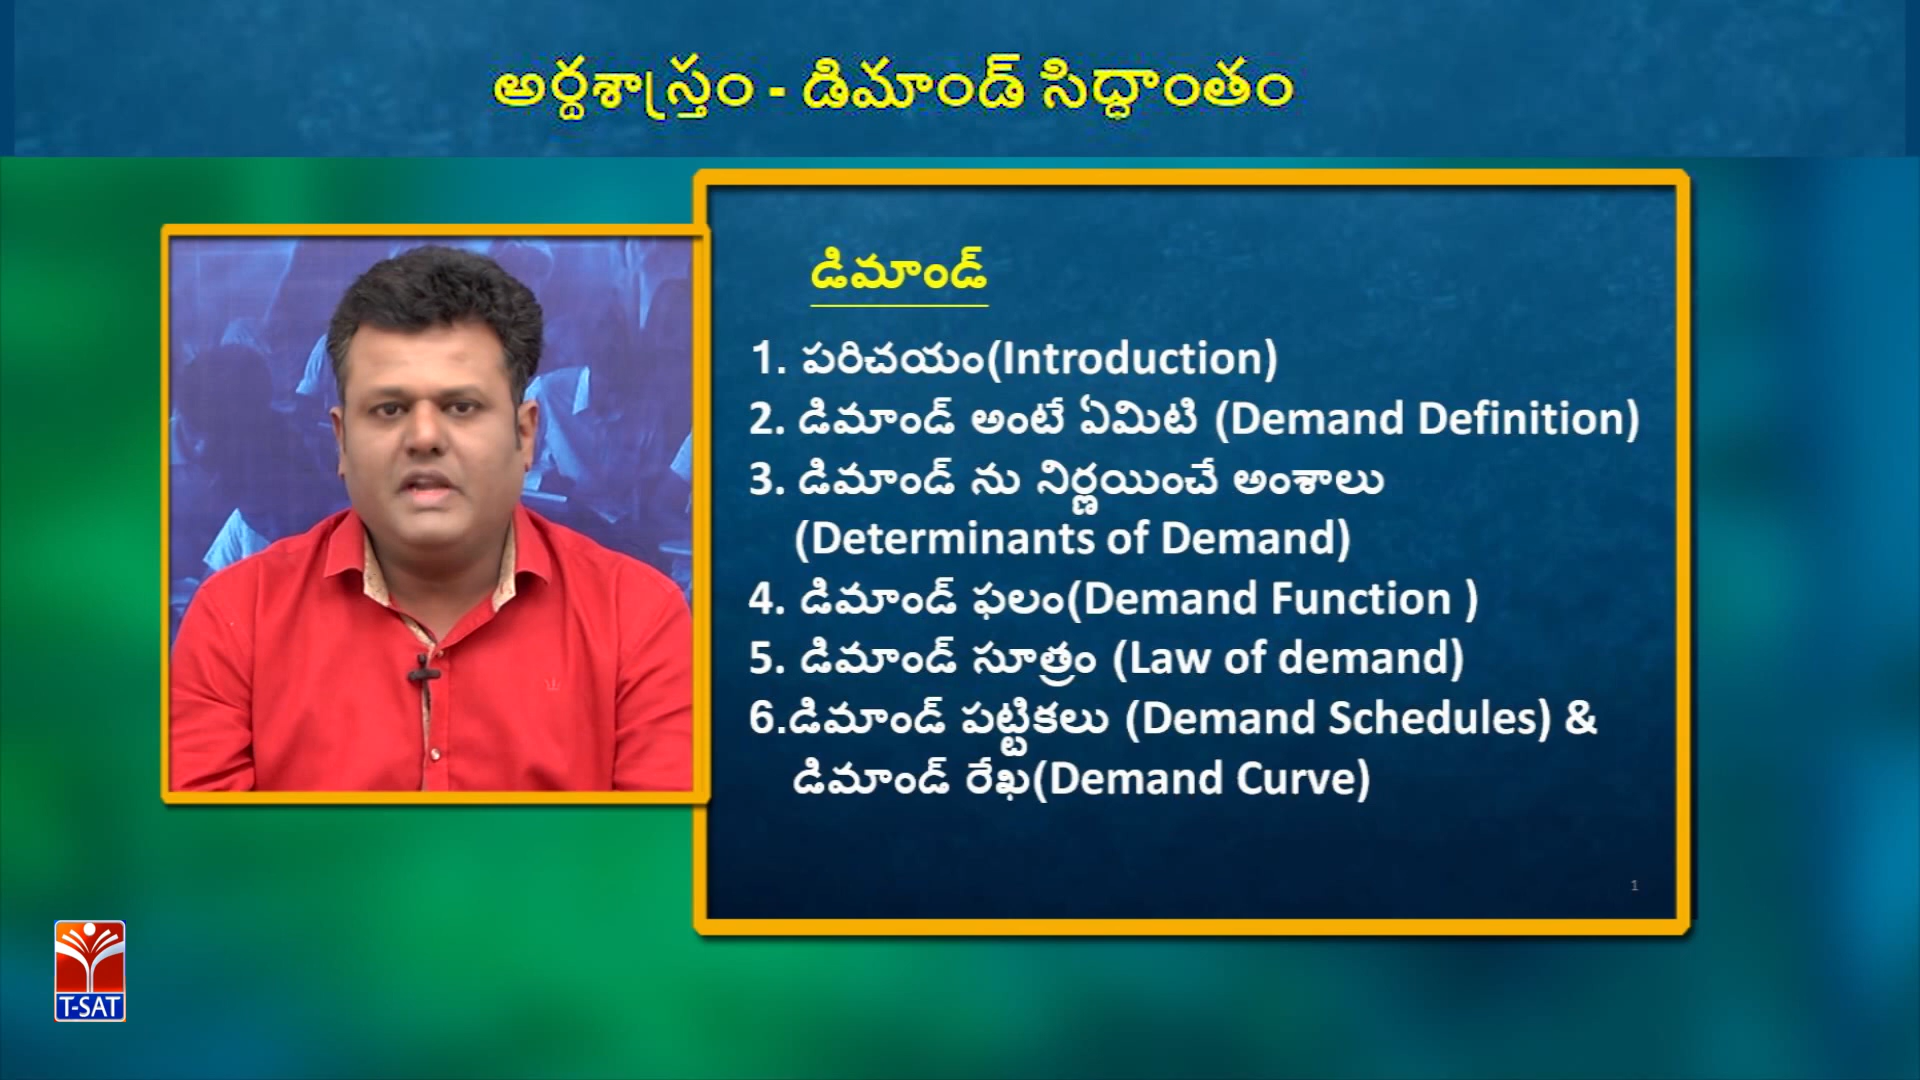 అర్థశాస్త్రం - డిమాండ్ సిద్ధాంతం
డిమాండ్
1. పరిచయం(Introduction)
2. డిమాండ్ అంటే ఏమిటి (Demand Definition)
3. డిమాండ్ ను నిర్ణయించే అంశాలు
(Determinants of Demand)
4. డిమాండ్ ఫలం(Demand Function )
5. డిమాండ్ సూత్రం (Law of demand)
6.డిమాండ్ పట్టికలు (Demand Schedules) &
డిమాండ్ రేఖ(Demand Curve)
1
T-SAT